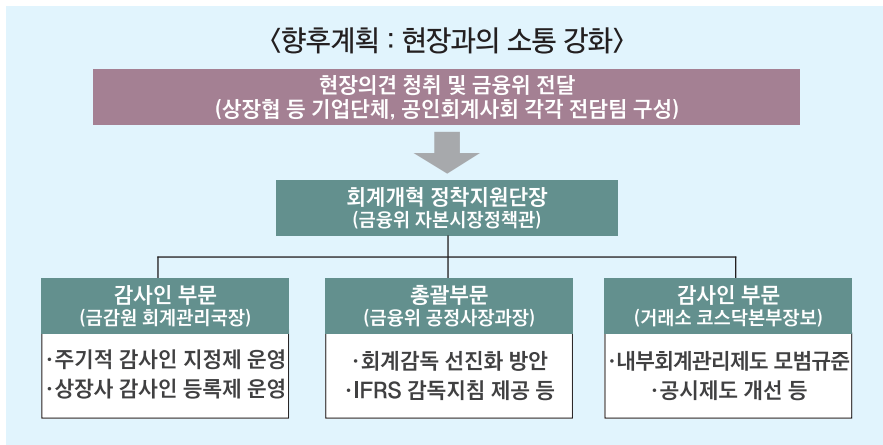 〈향후계획 : 현장과의 소통 강화〉
현장의견 청취 및 금융위 전달
(상장협 등 기업단체, 공인회계사회 각각 전담팀 구성)
회계개혁 정착지원단장
(금융위 자본시장정책관)
감사인 부문
(금감원 회계관리국장)
·주기적 감사인 지정제 운영
·상장사 감사인 등록제 운영
총괄부문
(금융위 공정사장과장)
·회계감독 선진화 방안
·IFRS 감독지침 제공 등
감사인 부문
(거래소 코스닥본부장보)
·내부회계관리제도 모범규준
·공시제도 개선 등